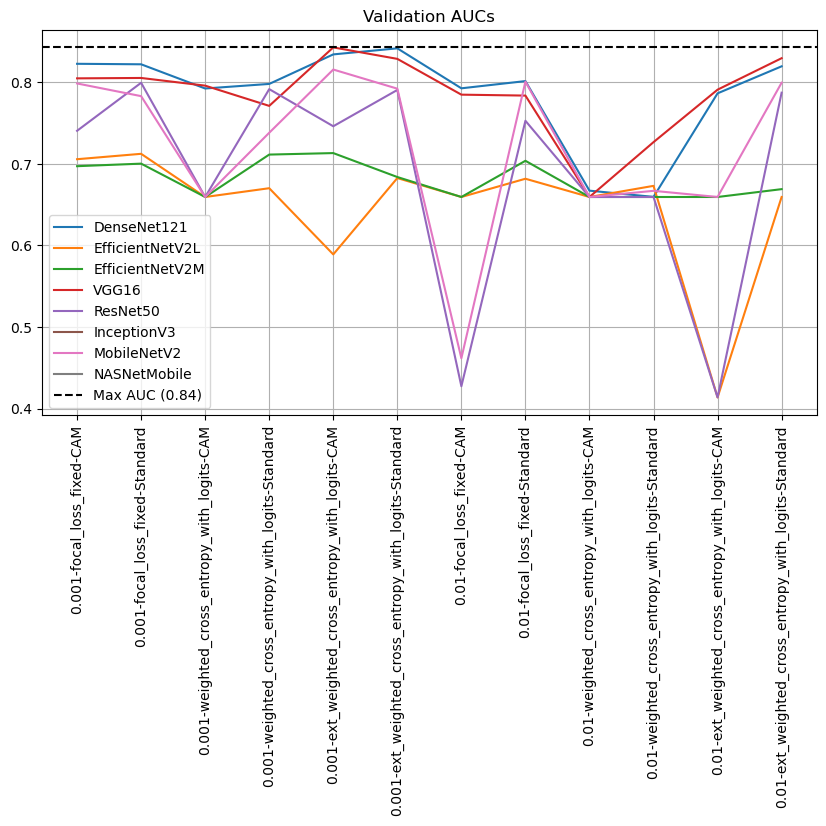 Validation AUCs
0.8
0.7
0.6
0.5
0.4
DenseNet121
EfficientNetV2L
EfficientNetV2M
VGG16
ResNet50
InceptionV3
MobileNetV2
NASNetMobile
Max AUC (0.84)
0.001-focal_loss_fixed-CAM
0.001-focal_loss_fixed-Standard
0.001-weighted_cross_entropy_with_logits-CAM
0.001-weighted_cross_entropy_with_logits-Standard
0.001-ext_weighted_cross_entropy_with_logits-CAM
0.001-ext_weighted_cross_entropy_with_logits-Standard
0.01-focal_loss_fixed-CAM
0.01-focal_loss_fixed-Standard
0.01-weighted_cross_entropy_with_logits-CAM
0.01-weighted_cross_entropy_with_logits-Standard
0.01-ext_weighted_cross_entropy_with_logits-CAM
0.01-ext_weighted_cross_entropy_with_logits-Standard